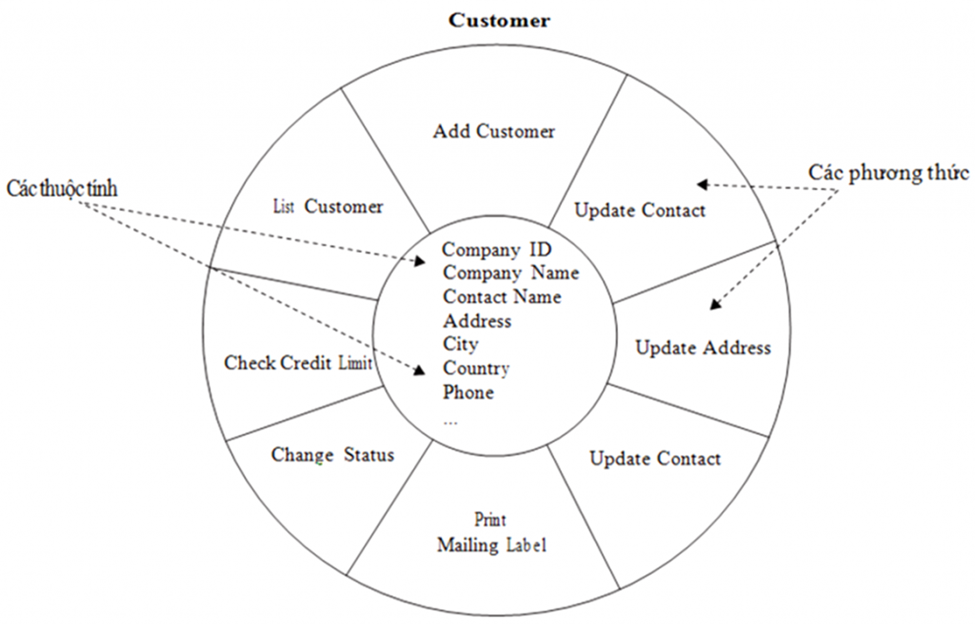 Customer
Add Customer
Các thuộc tính
Các phương thức
List Customer
Update Contact
Company ID
Company Name
Contact Name
Address
City
Country
Phone
...
Check Credit Limit
Update Address
Change Status
Update Contact
Print
Mailing Label